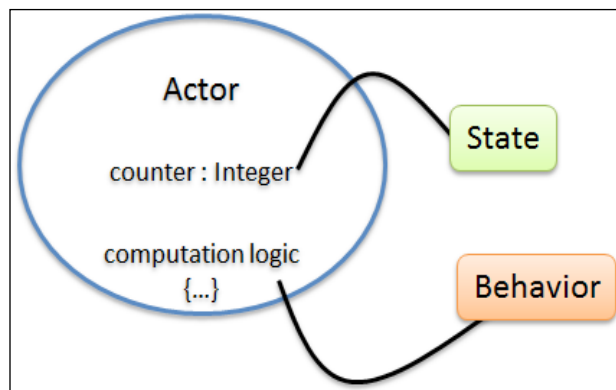 Actor
State
counter : Integer
computation logic
{...}
Behavior